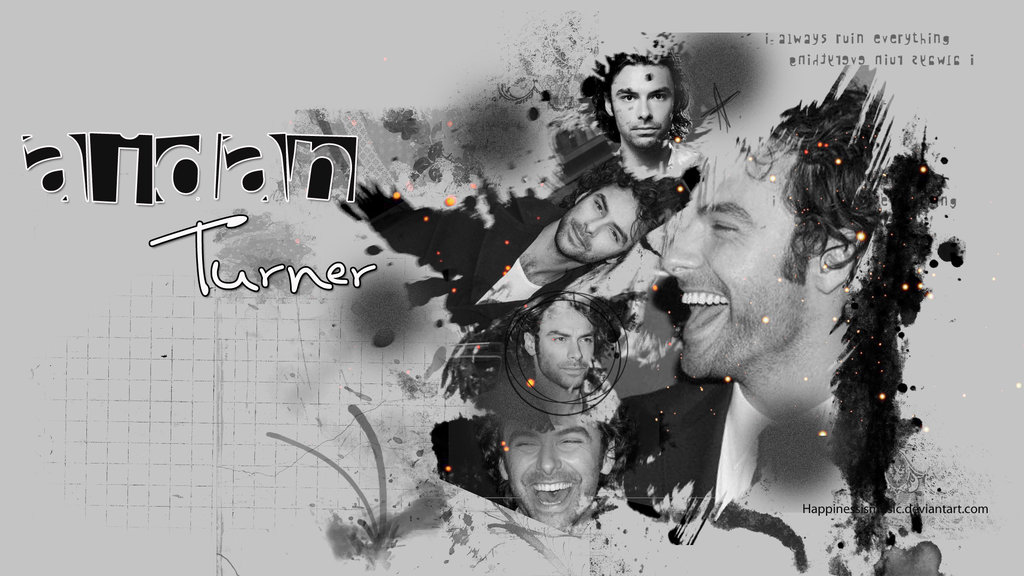 i always ruin everything
i always ruin everything
aidan
Turner
Happinessismusic.deviantart.com